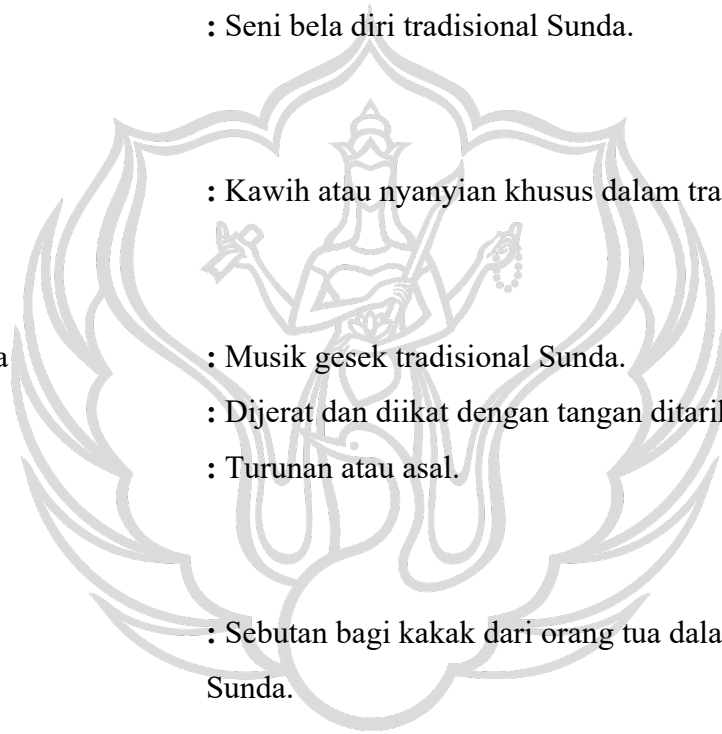 : Seni bela diri tradisional Sunda.
: Kawih atau nyanyian khusus dalam tra
a : Musik gesek tradisional Sunda.
: Dijerat dan diikat dengan tangan ditarik
: Turunan atau asal.
: Sebutan bagi kakak dari orang tua dala
Sunda.